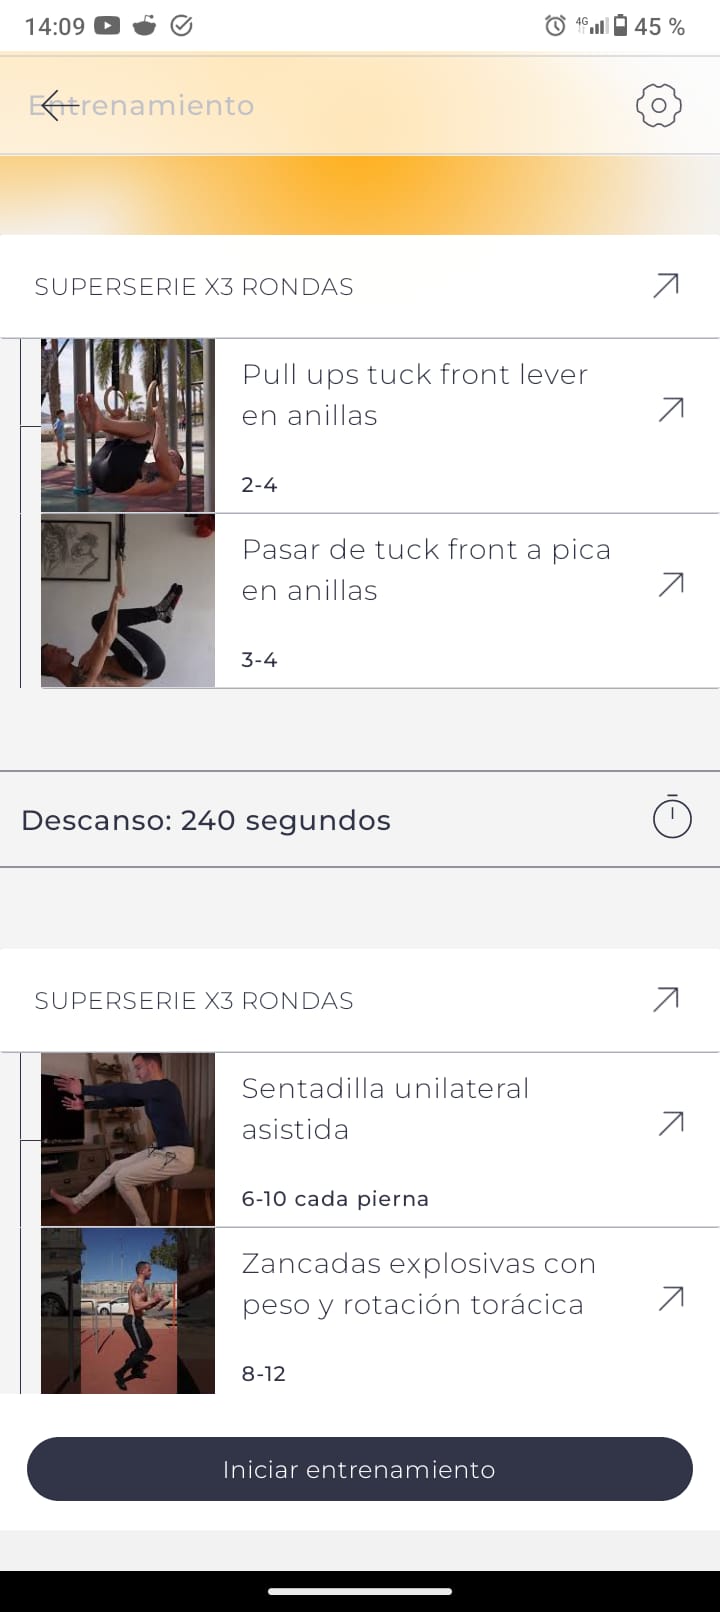 14:09
4G
45 %
Entrenamiento
SUPERSERIE X3 RONDAS
Pull ups tuck front lever
en anillas
2-4
Pasar de tuck front a pica
en anillas
3-4
Descanso: 240 segundos
SUPERSERIE X3 RONDAS
Sentadilla unilateral
asistida
6-10 cada pierna
Zancadas explosivas con
peso y rotación torácica
8-12
Iniciar entrenamiento